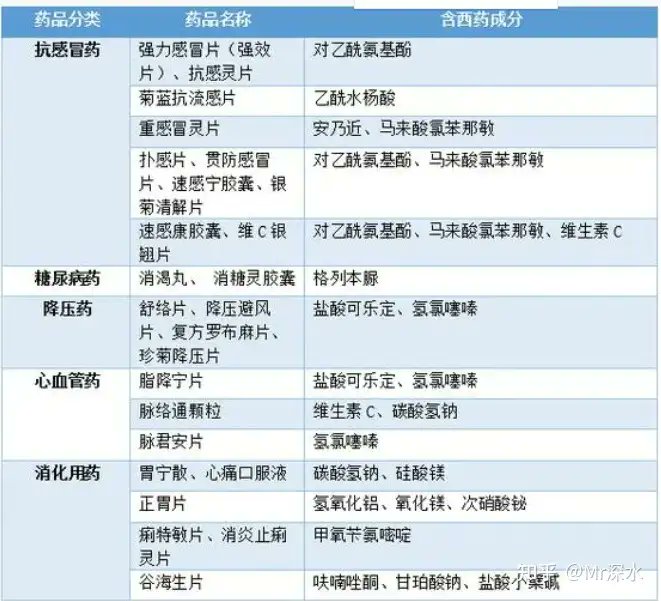 药品分类 药品名称 含西药成分
抗感冒药 强力感冒片（强效 对乙酰氨基酚
片）、抗感灵片
菊蓝抗流感片 乙酰水杨酸
重感冒灵片 安乃近、马来酸氯苯那敏
扑感片、贯防感冒 对乙酰氨基酚、马来酸氯苯那敏
片、速感宁胶囊、银
菊清解片
速感康胶囊、维C银 对乙酰氨基酚、马来酸氯苯那敏、维生素C
翘片
糖尿病药 消渴丸、 消糖灵胶囊 格列本脲
降压药 舒络片、降压避风 盐酸可乐定、氢氯噻嗪
片、复方罗布麻片、
珍菊降压片
心血管药 脂降宁片 盐酸可乐定、氢氯噻嗪
脉络通颗粒 维生素C、碳酸氢钠
脉君安片 氢氯噻嗪
消化用药 胃宁散、心痛口服液 碳酸氢钠、硅酸镁
正胃片 氢氧化铝、氧化镁、次硝酸铋
痢特敏片、消炎止痢 甲氧苄氨嘧啶
灵片
谷海生片 呋喃唑酮、甘珀酸钠、盐酸小檗碱
知乎 @Mr深水